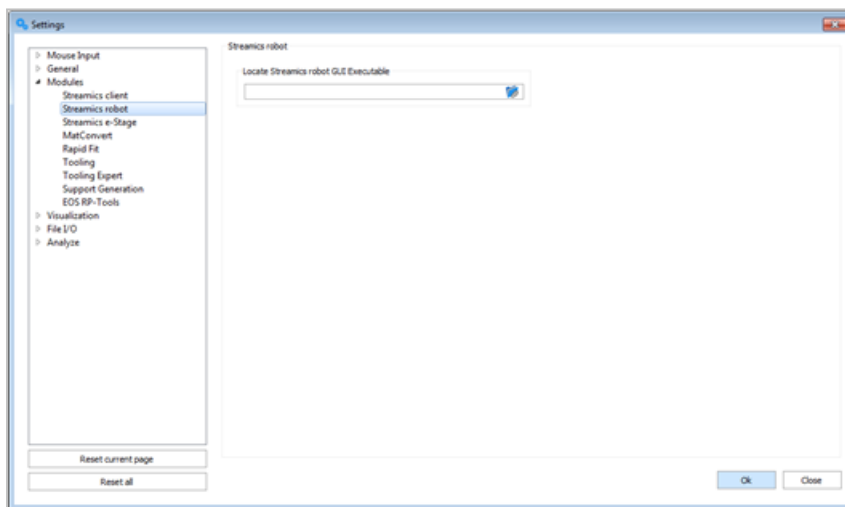 Settings
Mouse Input
General
Modules
Streamics client
Streamics robot
Streamics e-Stage
MatConvert
Rapid Fit
Tooling
Tooling Expert
Support Generation
EOS RP-Tools
Visualization
File I/O
Analyze
Reset current page
Reset all
Streamics robot
Locate Streamics robot GUI Executable
Ok
Close